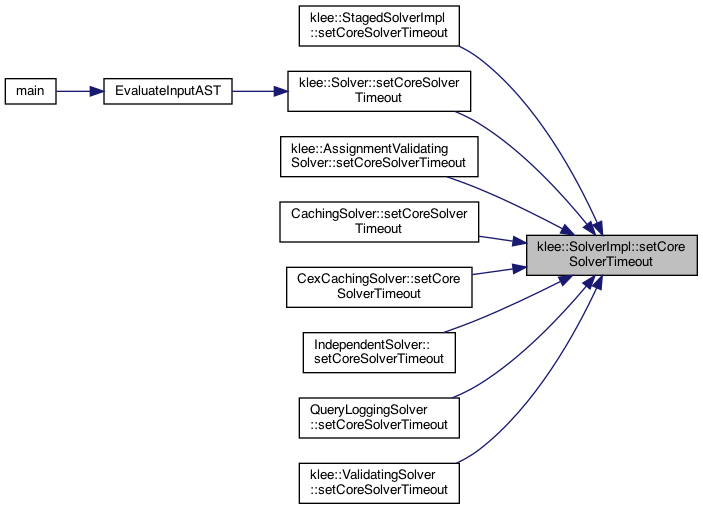 klee::StagedSolverImpl
::setCoreSolverTimeout
main
EvaluateInputAST
klee::Solver::setCoreSolver
Timeout
klee::AssignmentValidating
Solver::setCoreSolverTimeout
CachingSolver::setCoreSolver
Timeout
klee::SolverImpl::setCore
SolverTimeout
CexCachingSolver::setCore
SolverTimeout
IndependentSolver::
setCoreSolverTimeout
QueryLoggingSolver
::setCoreSolverTimeout
klee::ValidatingSolver
::setCoreSolverTimeout